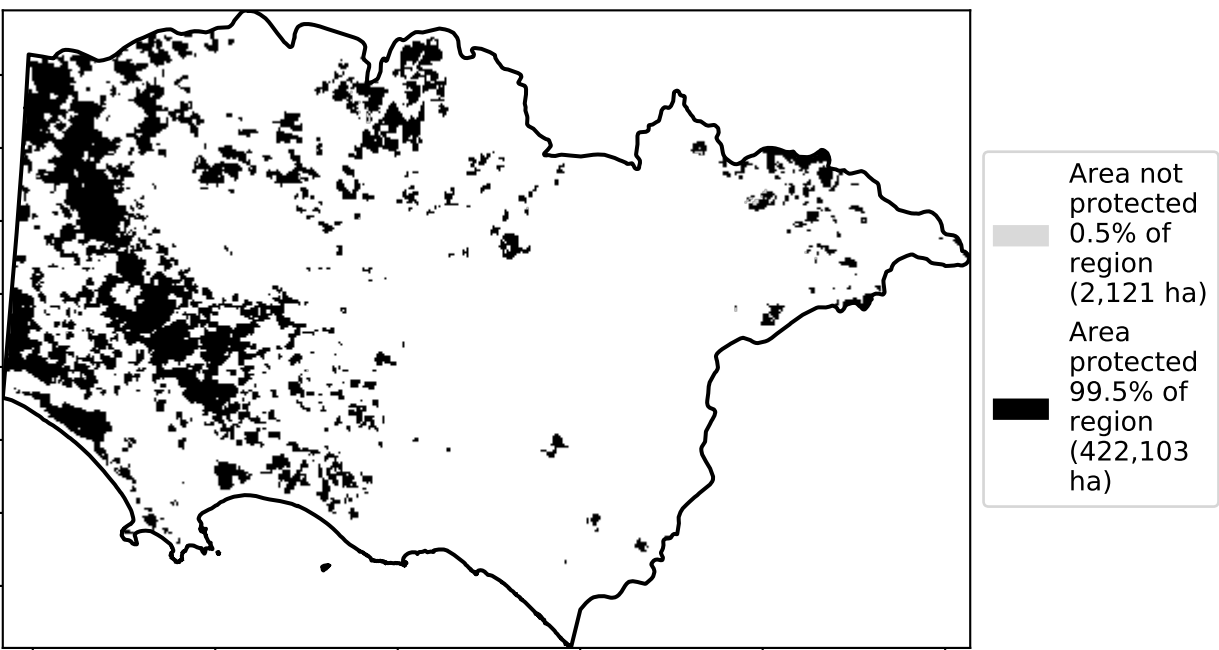 Area not
protected
0.5% of
region
(2,121 ha)
Area
protected
99.5% of
region
(422,103
ha)